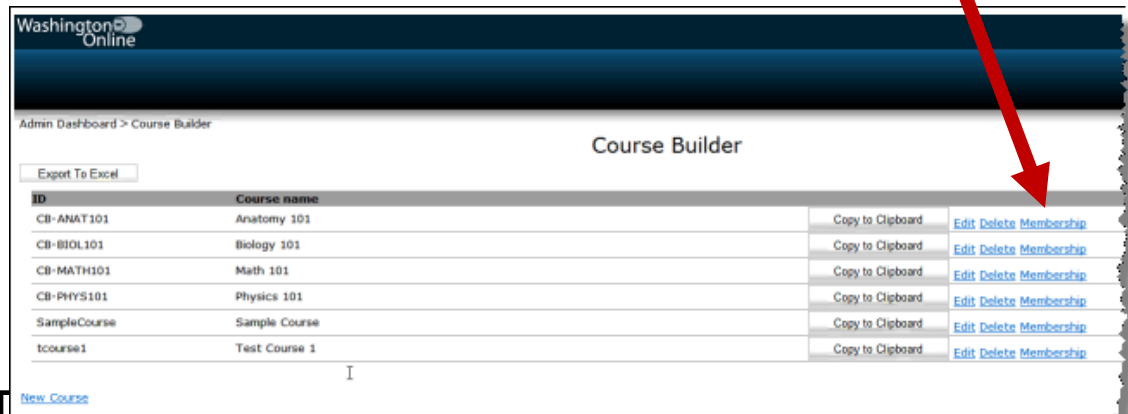 Washington
Online
Admin Dashboard > Course Builder
Course Builder
Export To Excel
ID Course name
CB-ANAT101 Anatomy 101 Copy to Clipboard Edit Delete Membership
CB-BIOL101 Biology 101 Copy to Clipboard Edit Delete Membership
CB-MATH101 Math 101 Copy to Clipboard Edit Delete Membership
CB-PHYS101 Physics 101 Copy to Clipboard Edit Delete Membership
SampleCourse Sample Course Copy to Clipboard Edit Delete Membership
tcourse1 Test Course 1 Copy to Clipboard Edit Delete Membership
New Course